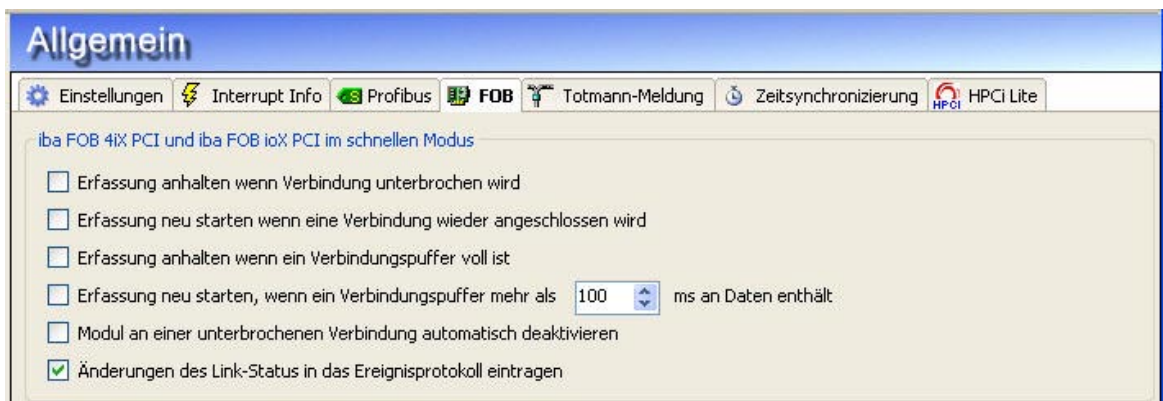 Allgemein
Einstellungen Interrupt Info Profibus FOB Totmann-Meldung Zeitsynchronizierung HPCI HPCi Lite
iba FOB 4iX PCI und iba FOB ioX PCI im schnellen Modus
Erfassung anhalten wenn Verbindung unterbrochen wird
Erfassung neu starten wenn eine Verbindung wieder angeschlossen wird
Erfassung anhalten wenn ein Verbindungspuffer voll ist
Erfassung neu starten, wenn ein Verbindungspuffer mehr als 100 ms an Daten enthält
Modul an einer unterbrochenen Verbindung automatisch deaktivieren
Änderungen des Link-Status in das Ereignisprotokoll eintragen